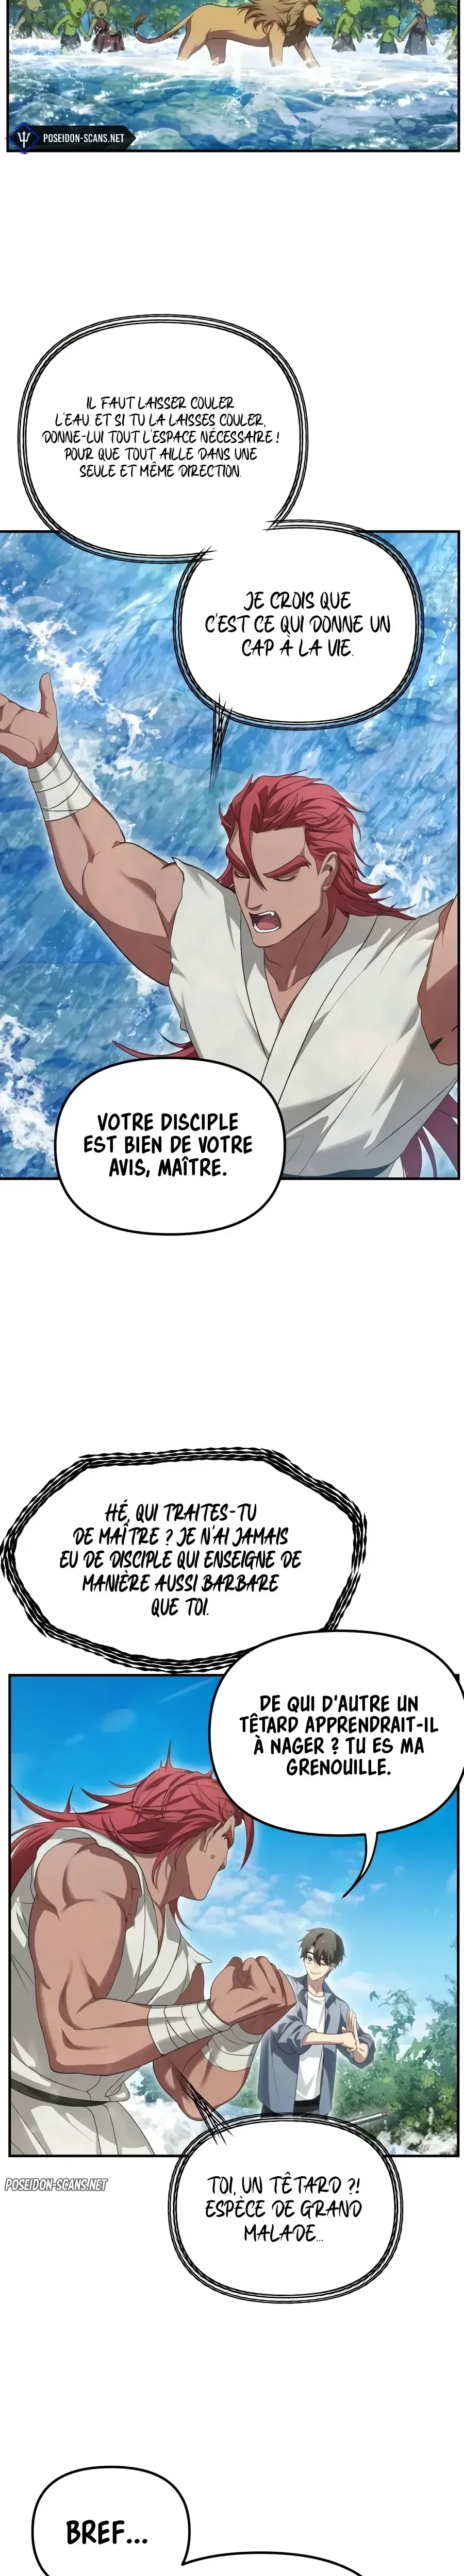 POSEIDON-SCANS.NET
IL FAUT LAISSER COULER
L'EAU. ET SI TU LA LAISSES COULER,
DONNE-LUI TOUT L'ESPACE NÉCESSAIRE !
POUR QUE TOUT AILLE DANS UNE
SEULE ET MÊME DIRECTION.
JE CROIS QUE
C'EST CE QUI DONNE UN
CAP À LA VIE.
VOTRE DISCIPLE
EST BIEN DE VOTRE
AVIS, MAÎTRE.
HÉ, QUI TRAITES-TU
DE MAÎTRE ? JE N'AI JAMAIS
EU DE DISCIPLE QUI ENSEIGNE DE
MANIÈRE AUSSI BARBARE
QUE TOI.
DE QUI D'AUTRE UN
TÊTARD APPRENDRAIT-IL
À NAGER ? TU ES MA
GRENOUILLE.
POSEIDON-SCANS.NET
TOI, UN TÊTARD ?!
ESPÈCE DE GRAND
MALADE...
BREF...